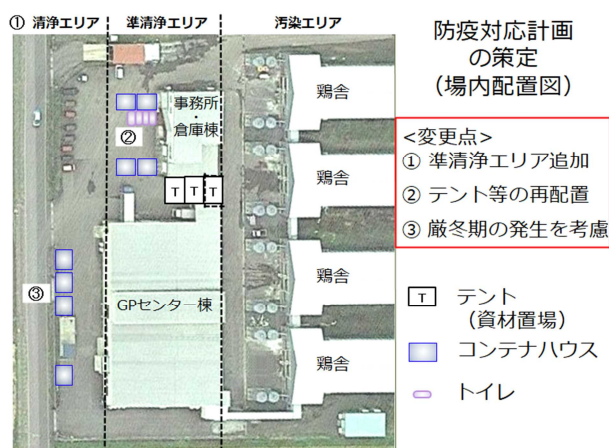 ① 清浄エリア 準清浄エリア 汚染エリア
防疫対応計画
の策定
(場内配置図)
<変更点>
① 準清浄エリア追加
② テント等の再配置
③ 厳冬期の発生を考慮
事務所
・
倉庫棟
②
T T T
鶏舎
鶏舎
鶏舎
鶏舎
③
GPセンター棟
T テント
(資材置場)
コンテナハウス
トイレ